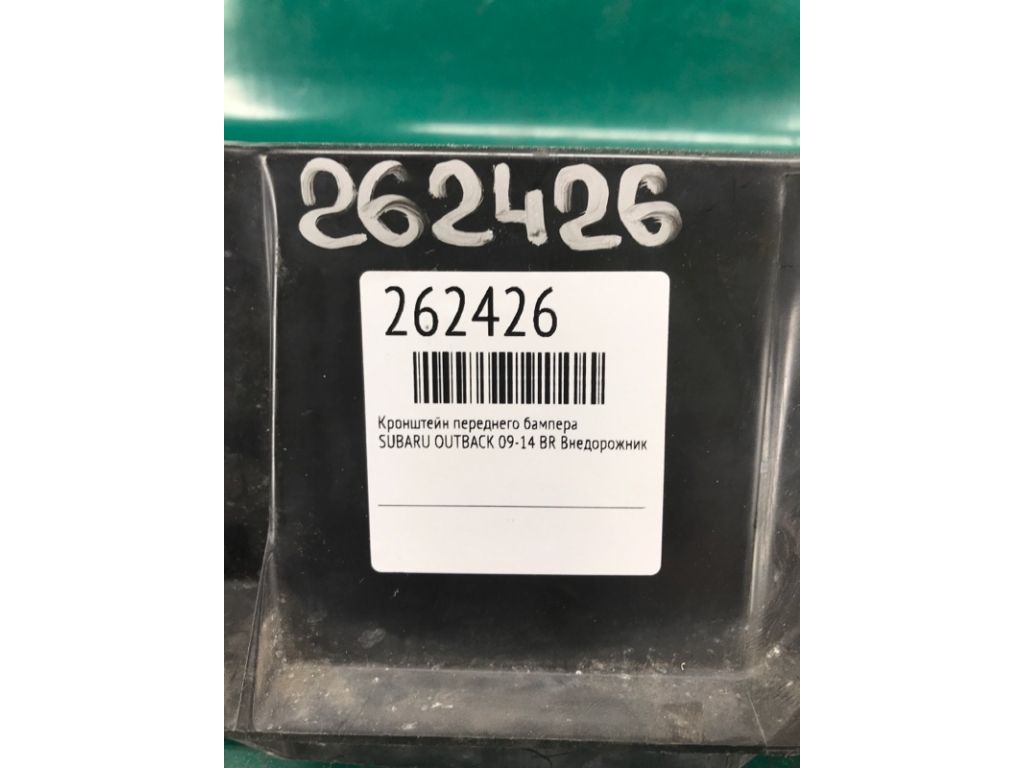 262426
262426
Кронштейн переднего бампера
SUBARU OUTBACK 09-14 BR Внедорожник